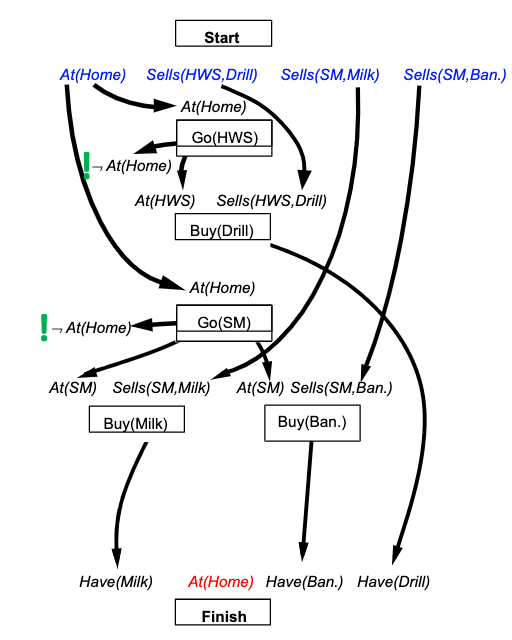 Start
At(Home) Sells(HWS,Drill) Sells(SM,Milk) Sells(SM,Ban.)
At(Home)
Go(HWS)
! ¬ At(Home)
At(HWS) Sells(HWS,Drill)
Buy(Drill)
At(Home)
Go(SM)
! ¬ At(Home)
At(SM) Sells(SM,Milk) At(SM) Sells(SM,Ban.)
Buy(Milk) Buy(Ban.)
Have(Milk) At(Home) Have(Ban.) Have(Drill)
Finish